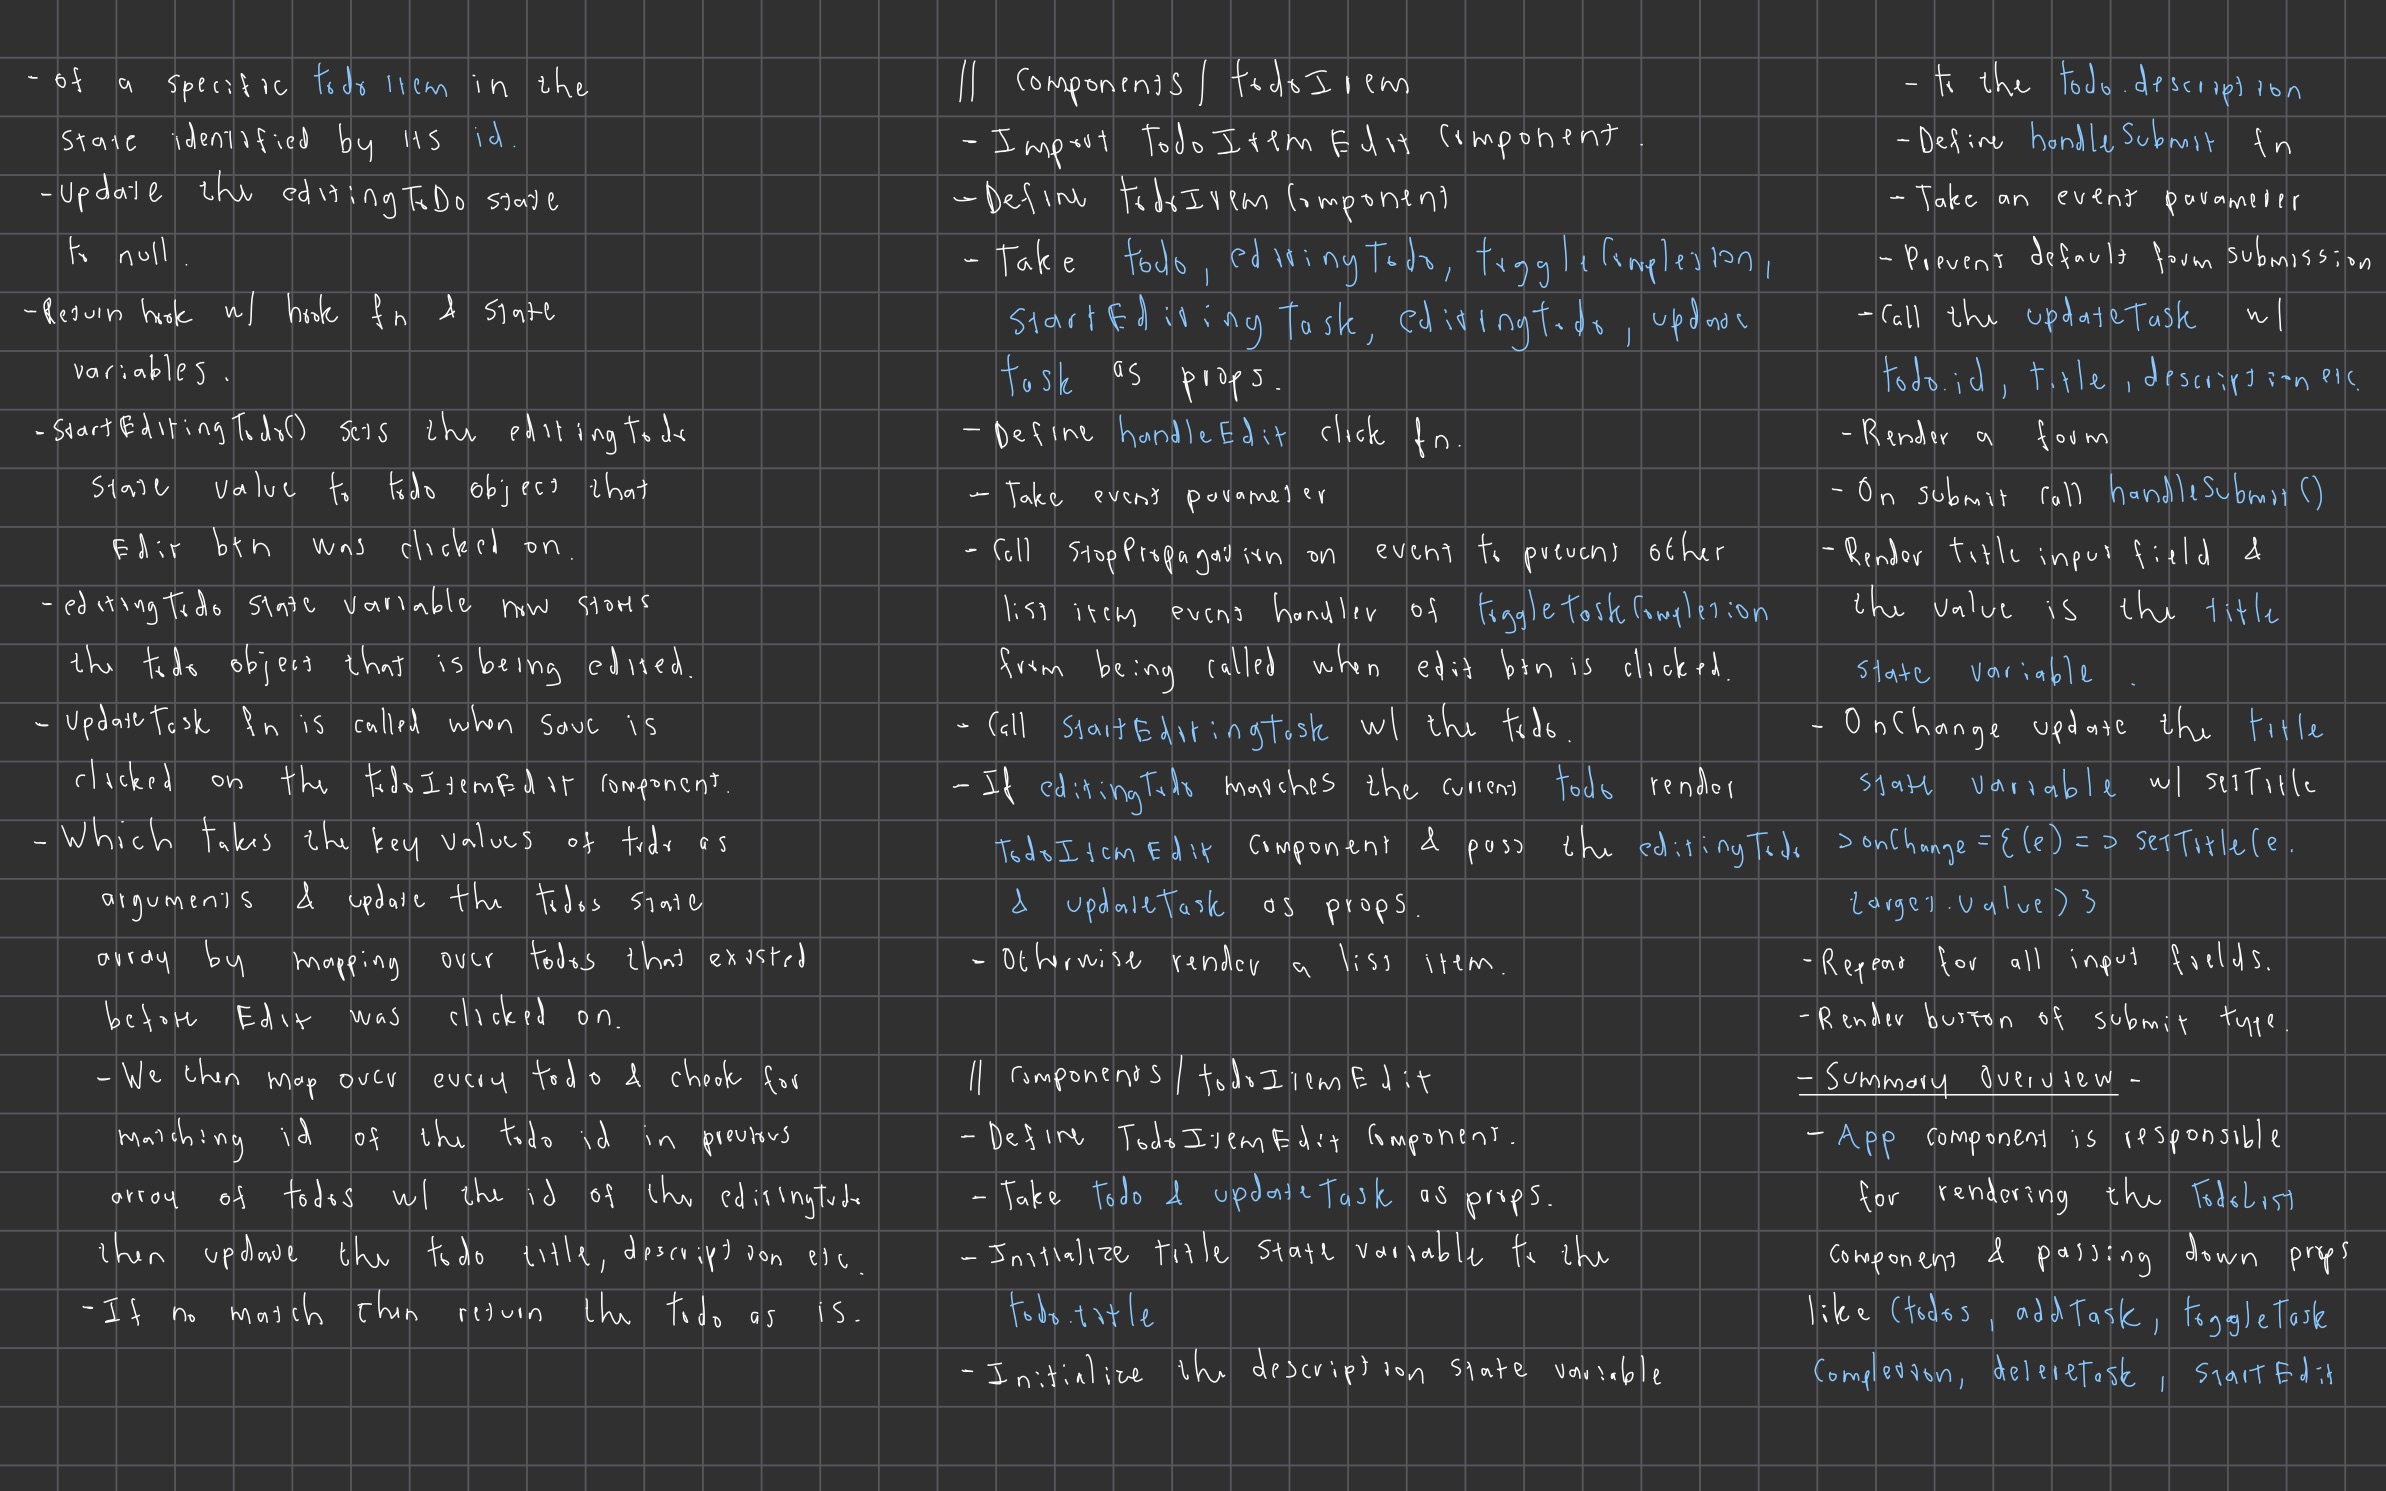 - of a specific todo item in the
state identified by its id.
- update the editingToDo state
to null.
- Return hook w/ hook fn & state
variables.
- StartEditingTodo() sets the editingTodo
state value to todo object that
Edit btn was clicked on.
- editingTodo state variable now stores
the todo object that is being edited.
- updateTask fn is called when save is
clicked on the todoItemEdit component.
- Which takes the key values of todo as
arguments & update the todos state
array by mapping over todos that existed
before Edit was clicked on.
- We then map over every todo & check for
matching id of the todo id in previous
array of todos w/ the id of the editingTodo
then update the todo title, description etc.
- If no match then return the todo as is.
// components/todoItem
- Import TodoItemEdit component.
- Define todoItem component
- Take todo, editingTodo, toggleCompletion,
startEditingTask, editingTodo, update
task as props.
- Define handleEdit click fn.
- Take event parameter
- Call stopPropagation on event to prevent other
list item event handler of toggleTaskCompletion
from being called when edit btn is clicked.
- Call startEditingTask w/ the todo.
- If editingTodo matches the current todo render
TodoItemEdit component & pass the editingTodo
& updateTask as props.
- Otherwise render a list item.
// components/todoItemEdit
- Define TodoItemEdit component.
- Take todo & updateTask as props.
- Initialize title state variable to the
todo.title
- Initialize the description state variable
- to the todo.description
- Define handleSubmit fn
- Take an event parameter
- Prevent default form submission
- Call the updateTask w/
todo.id, title, description etc.
- Render a form
- On submit call handleSubmit()
- Render title input field &
the value is the title
state variable.
- OnChange update the title
state variable w/ setTitle
> onChange={(e) => setTitle(e.
target.value)}
- Repeat for all input fields.
- Render button of submit type.
- Summary Overview -
- App component is responsible
for rendering the TodoList
component & passing down props
like (todos, addTask, toggleTask
Completion, deleteTask, startEdit